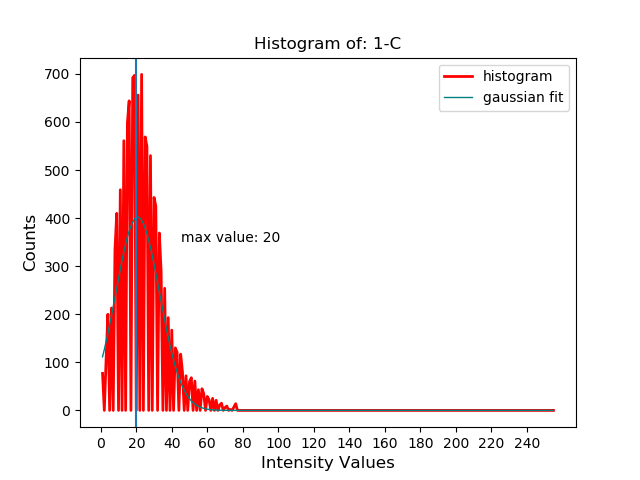 Histogram of: 1-C
histogram
gaussian fit
700
600
500
400
300
200
100
0
Counts
max value: 20
0 20 40 60 80 100 120 140 160 180 200 220 240
Intensity Values